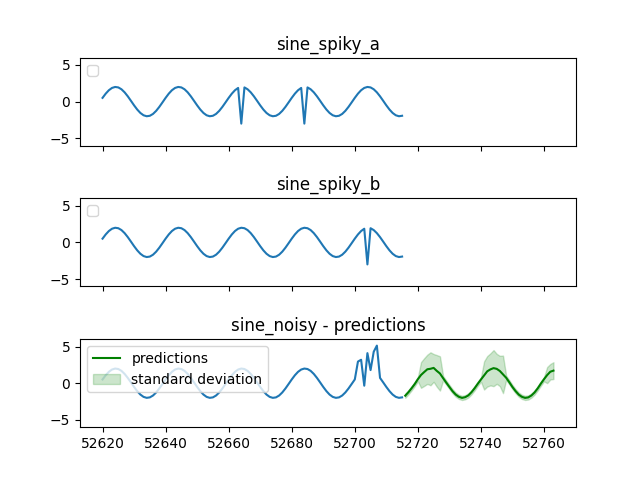 sine_spiky_a
5
0
−5
sine_spiky_b
5
0
−5
sine_noisy - predictions
5
0
−5
predictions
standard deviation
52620 52640 52660 52680 52700 52720 52740 52760